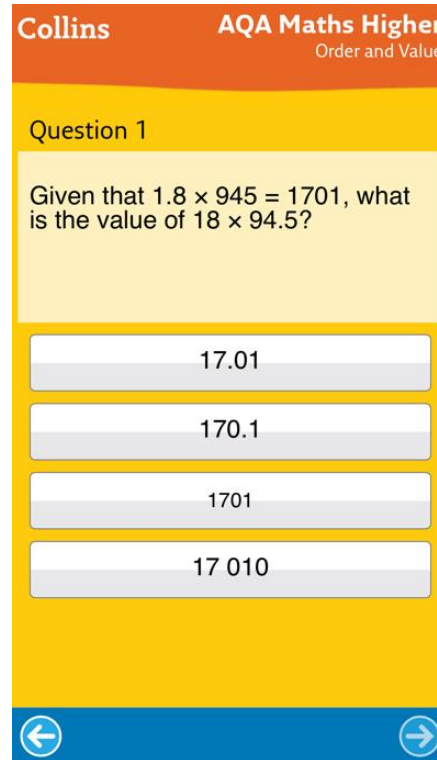 Collins
AQA Maths Higher
Order and Value
Question 1
Given that 1.8 × 945 = 1701, what
is the value of 18 × 94.5?
17.01
170.1
1701
17 010